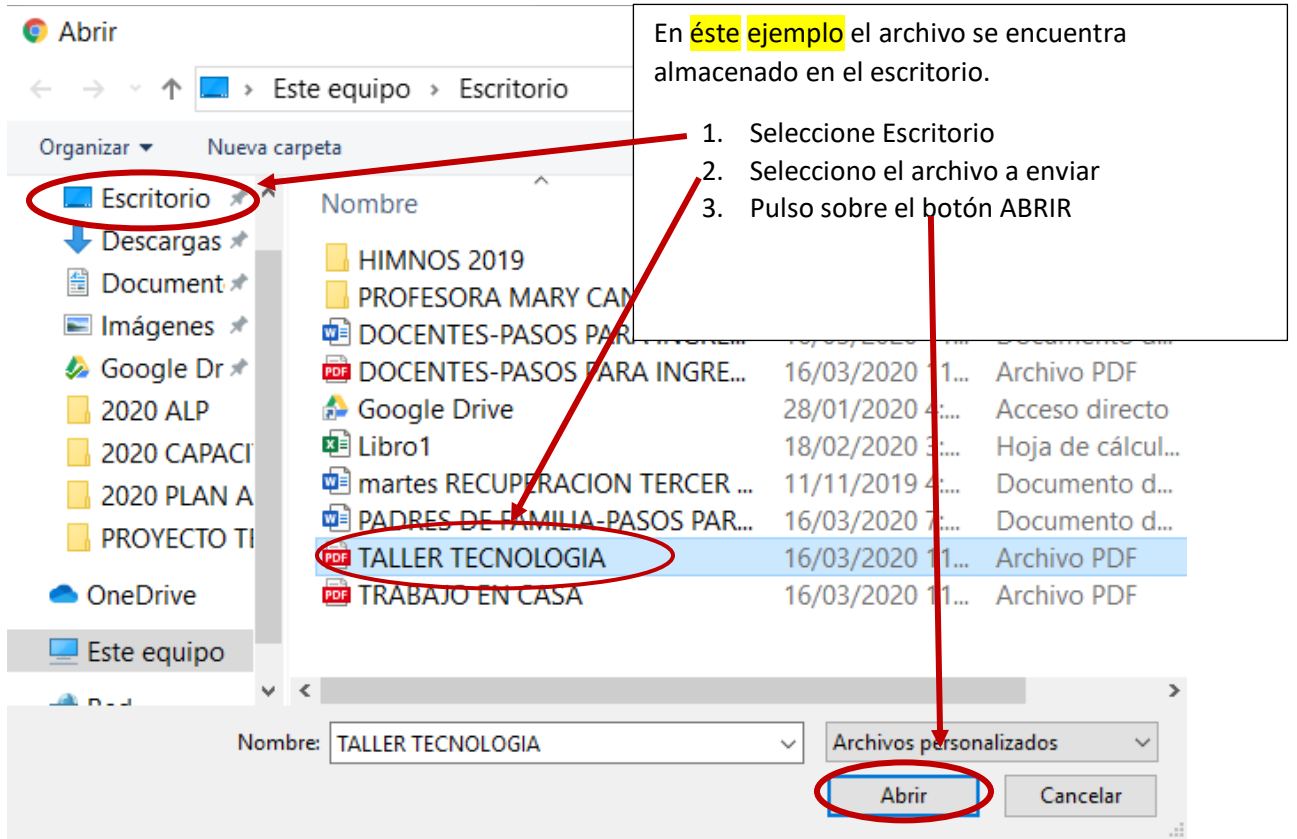 Abrir
En éste ejemplo el archivo se encuentra
almacenado en el escritorio.
1. Seleccione Escritorio
2. Selecciono el archivo a enviar
3. Pulso sobre el botón ABRIR
Este equipo › Escritorio
Organizar Nueva carpeta
Escritorio
Descargas
Document
Imágenes
Google Dr
2020 ALP
2020 CAPACI
2020 PLAN A
PROYECTO
OneDrive
Este equipo
Nombre
HIMNOS 2019
PROFESORA MARY
DOCENTES-PASOS PARA
DOCENTES-PASOS PARA INGRE... 16/03/2020 11... Archivo PDF
Google Drive 28/01/2020 4:... Acceso directo
Libro1 18/02/2020 3:... Hoja de cálcul...
martes RECUPERACION TERCER ... 11/11/2019 4:... Documento d...
PADRES DE FAMILIA-PASOS PAR... 16/03/2020 7:... Documento d...
TALLER TECNOLOGIA 16/03/2020 11... Archivo PDF
TRABAJO EN CASA 16/03/2020 11... Archivo PDF
Nombre: TALLER TECNOLOGIA Archivos personalizados
Abrir Cancelar